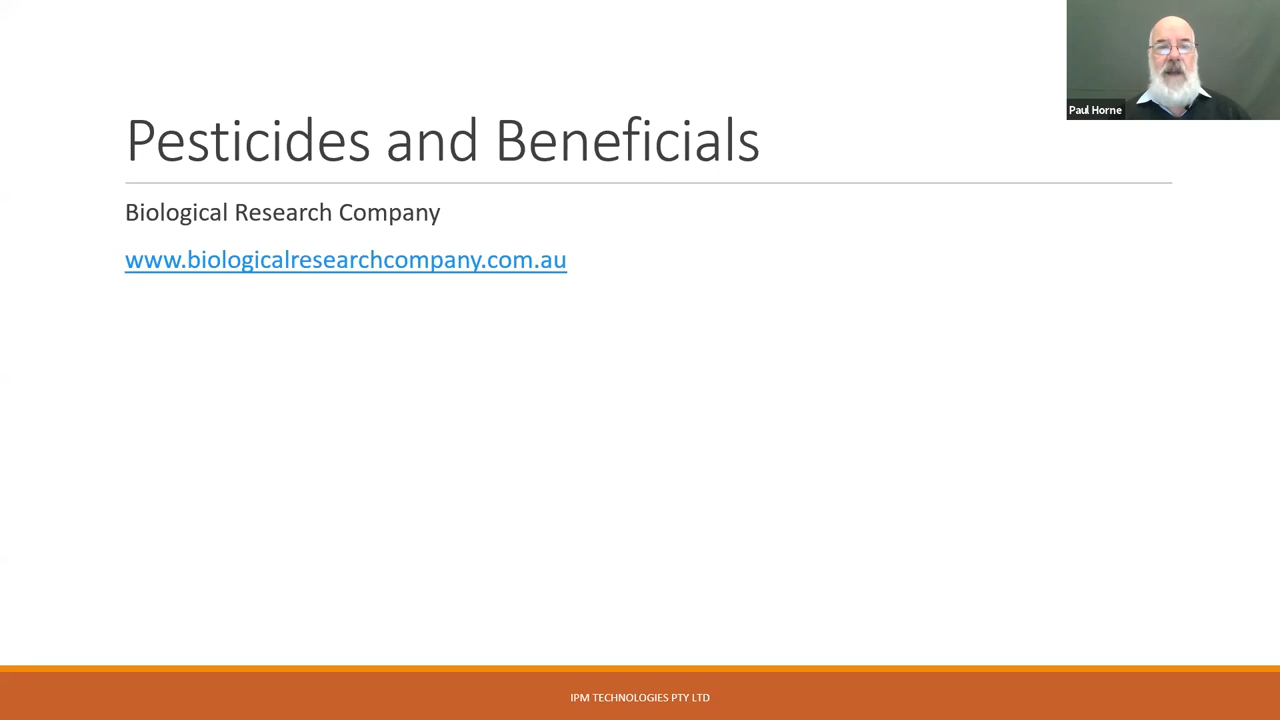 Paul Horne
Pesticides and Beneficials
Biological Research Company
www.biologicalresearchcompany.com.au
IPM TECHNOLOGIES PTY LTD